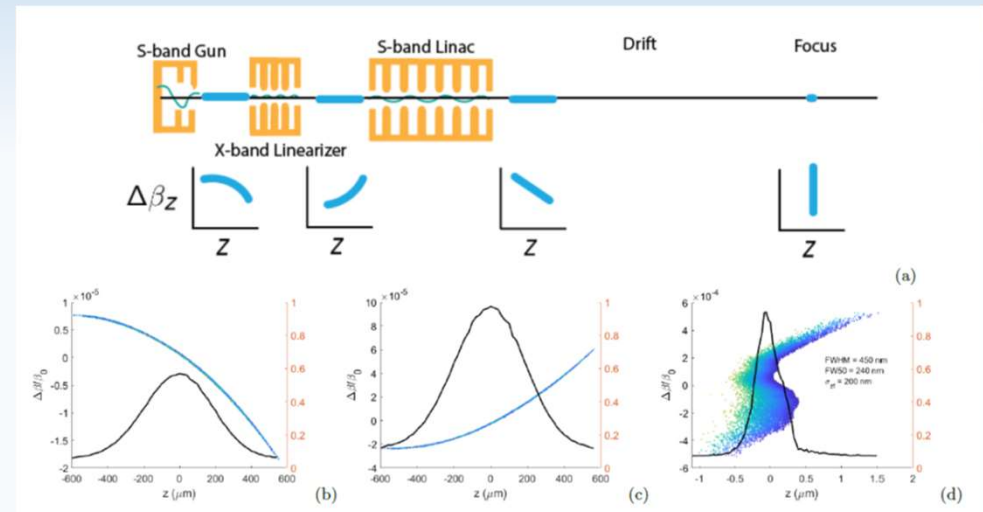 S-band Gun
S-band Linac
Drift
Focus
X-band Linearizer
Δβz
z
z
z
z
(a)
×10⁻⁵
1
0.5
0
-0.5
-1
-1.5
-2
Δβ/β₀
1
0.8
0.6
0.4
0.2
0
-600 -400 -200 0 200 400 600
z (μm)
(b)
×10⁻⁵
10
8
6
4
2
0
-2
-4
Δβ/β₀
1
0.8
0.6
0.4
0.2
0
-600 -400 -200 0 200 400 600
z (μm)
(c)
×10⁻⁴
6
4
2
0
-2
-4
-6
Δβ/β₀
FWHM = 450 nm
FW50 = 240 nm
= 200 nm
1
0.8
0.6
0.4
0.2
0
-1 -0.5 0 0.5 1 1.5 2
z (μm)
(d)